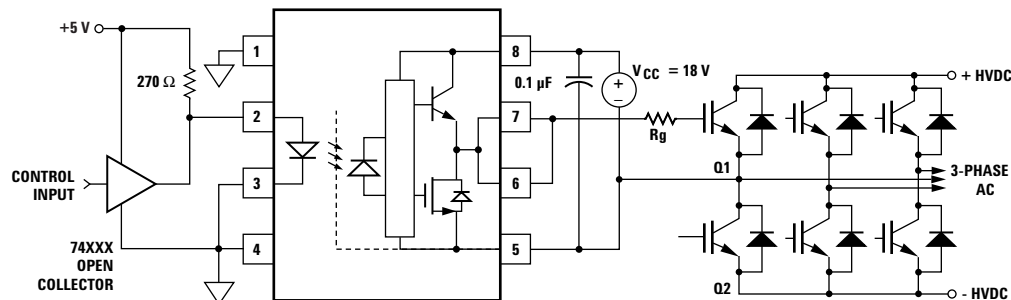 +5 V
270 Ω
CONTROL
INPUT
74XXX
OPEN
COLLECTOR
1
2
3
4
8
7
6
5
0.1 µF
VCC = 18 V
+
−
Rg
+ HVDC
Q1
3-PHASE
AC
Q2
- HVDC